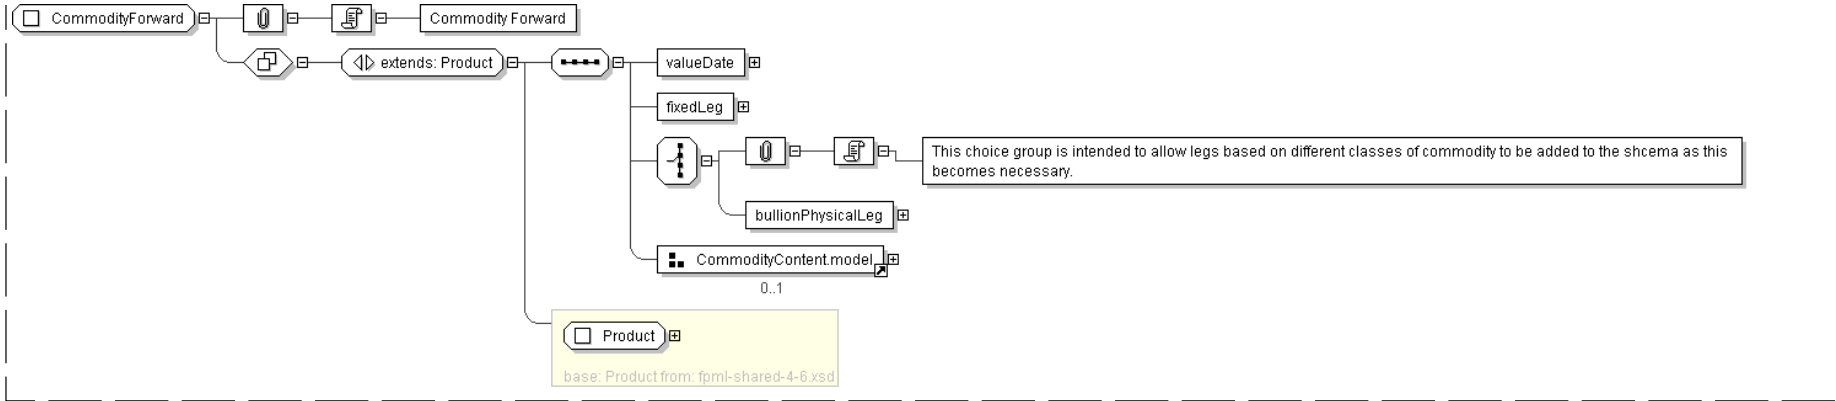 CommodityForward
Commodity Forward
extends: Product
valueDate
fixedLeg
This choice group is intended to allow legs based on different classes of commodity to be added to the shcema as this
becomes necessary.
bullionPhysicalLeg
CommodityContent.model
0..1
Product
base: Product from: fpml-shared-4-6.xsd